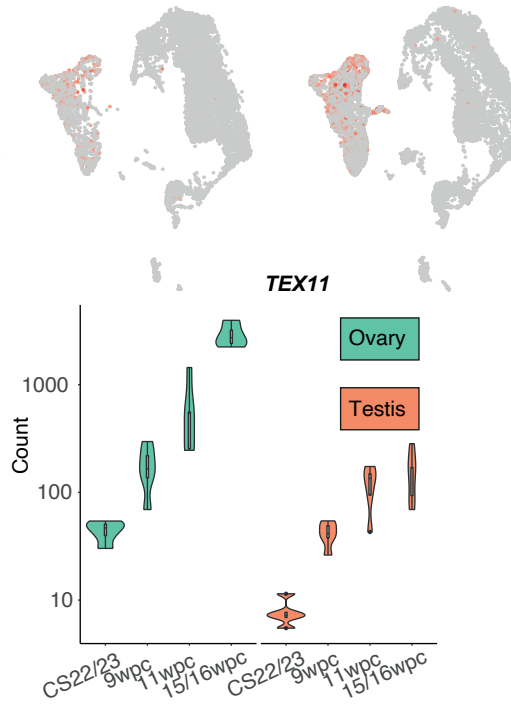 TEX11
Ovary
Testis
Count
1000
100
10
CS22/23
9wpc
11wpc
15/16wpc
CS22/23
9wpc
11wpc
15/16wpc